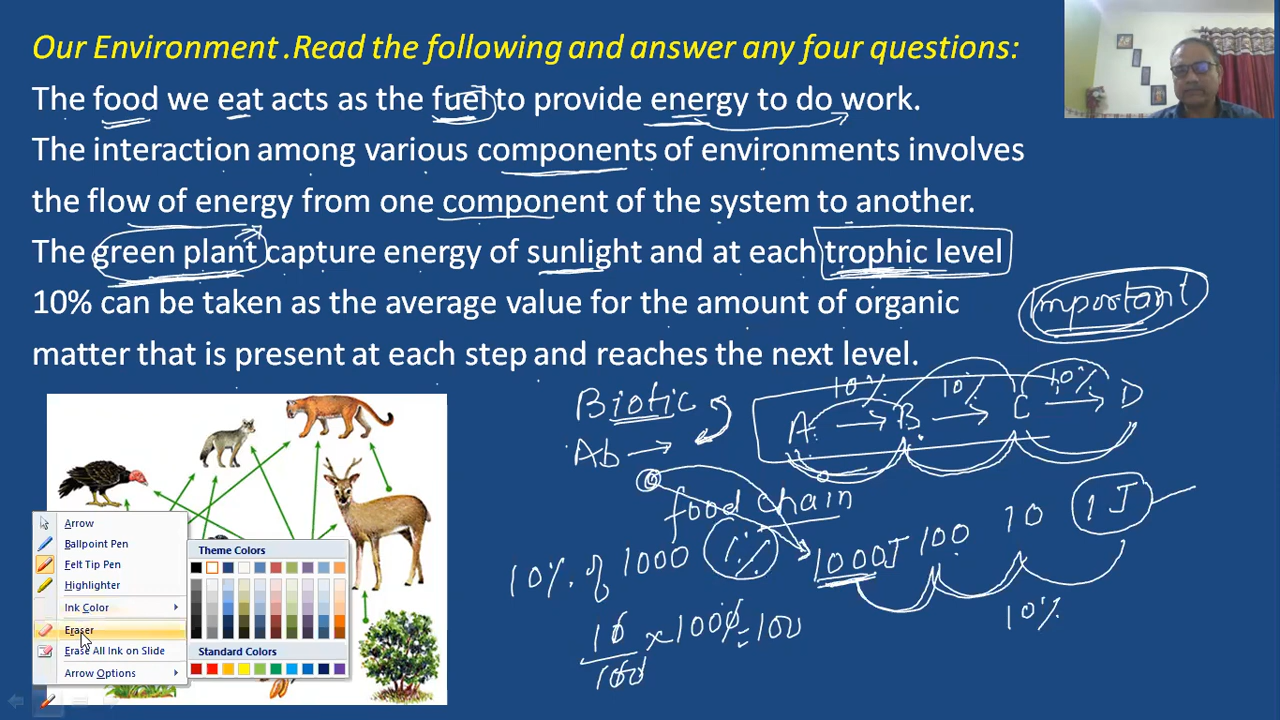 Our Environment .Read the following and answer any four questions:
The food we eat acts as the fuel to provide energy to do work.
The interaction among various components of environments involves
the flow of energy from one component of the system to another.
The green plant capture energy of sunlight and at each trophic level
10% can be taken as the average value for the amount of organic
matter that is present at each step and reaches the next level.
Important
Biotic
Ab →
10% 10% 10%
A → B → C → D
food chain
10% of 1000 1%
1000J 100 10 1J
10%
10 x 1000 = 100
100
Arrow
Ballpoint Pen
Felt Tip Pen
Highlighter
Ink Color
Eraser
Erase All Ink on Slide
Arrow Options
Theme Colors
Standard Colors